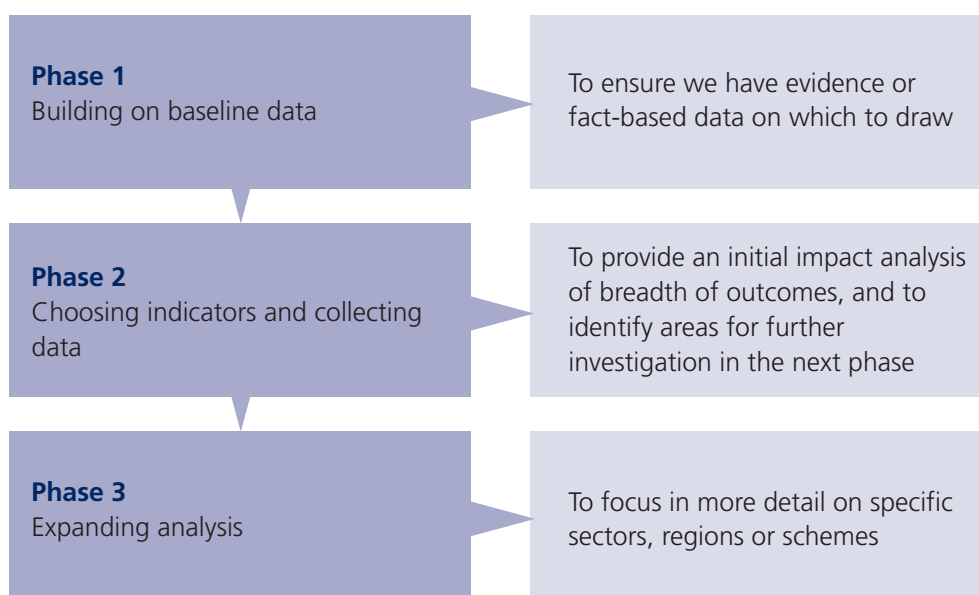 Phase 1
Building on baseline data
To ensure we have evidence or
fact-based data on which to draw
Phase 2
Choosing indicators and collecting
data
To provide an initial impact analysis
of breadth of outcomes, and to
identify areas for further
investigation in the next phase
Phase 3
Expanding analysis
To focus in more detail on specific
sectors, regions or schemes